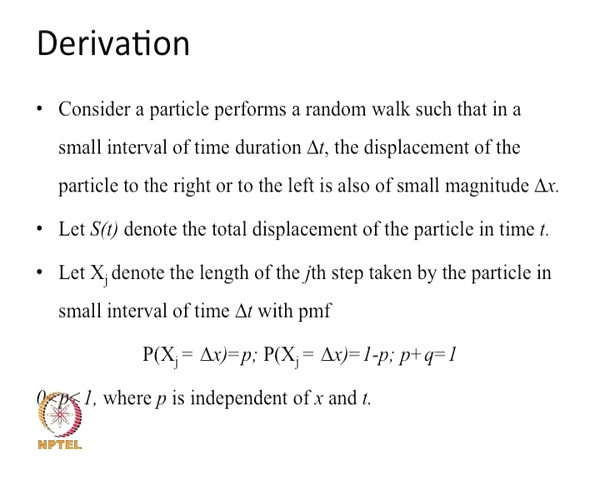 Derivation
• Consider a particle performs a random walk such that in a
small interval of time duration Δt, the displacement of the
particle to the right or to the left is also of small magnitude Δx.
• Let S(t) denote the total displacement of the particle in time t.
• Let Xj denote the length of the jth step taken by the particle in
small interval of time Δt with pmf
P(Xj = Δx)=p; P(Xj = Δx)=1-p; p+q=1
0<p<1, where p is independent of x and t.
NPTEL